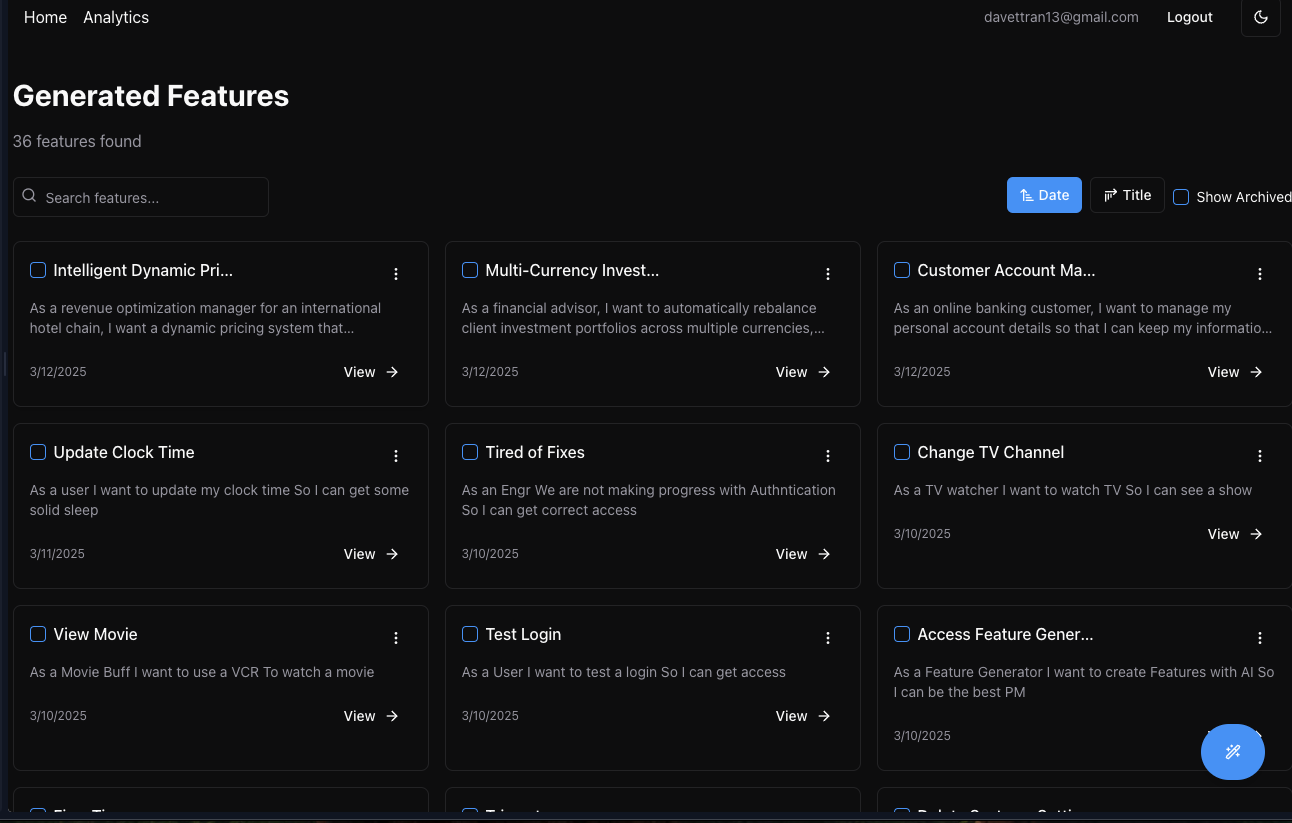 Home Analytics davettran13@gmail.com Logout
Generated Features
36 features found
Search features... Date Title Show Archived
Intelligent Dynamic Pri...
As a revenue optimization manager for an international
hotel chain, I want a dynamic pricing system that...
3/12/2025 View
Multi-Currency Invest...
As a financial advisor, I want to automatically rebalance
client investment portfolios across multiple currencies,...
3/12/2025 View
Customer Account Ma...
As an online banking customer, I want to manage my
personal account details so that I can keep my informatio...
3/12/2025 View
Update Clock Time
As a user I want to update my clock time So I can get some
solid sleep
3/11/2025 View
Tired of Fixes
As an Engr We are not making progress with Authntication
So I can get correct access
3/10/2025 View
Change TV Channel
As a TV watcher I want to watch TV So I can see a show
3/10/2025 View
View Movie
As a Movie Buff I want to use a VCR To watch a movie
3/10/2025 View
Test Login
As a User I want to test a login So I can get access
3/10/2025 View
Access Feature Gener...
As a Feature Generator I want to create Features with AI So
I can be the best PM
3/10/2025